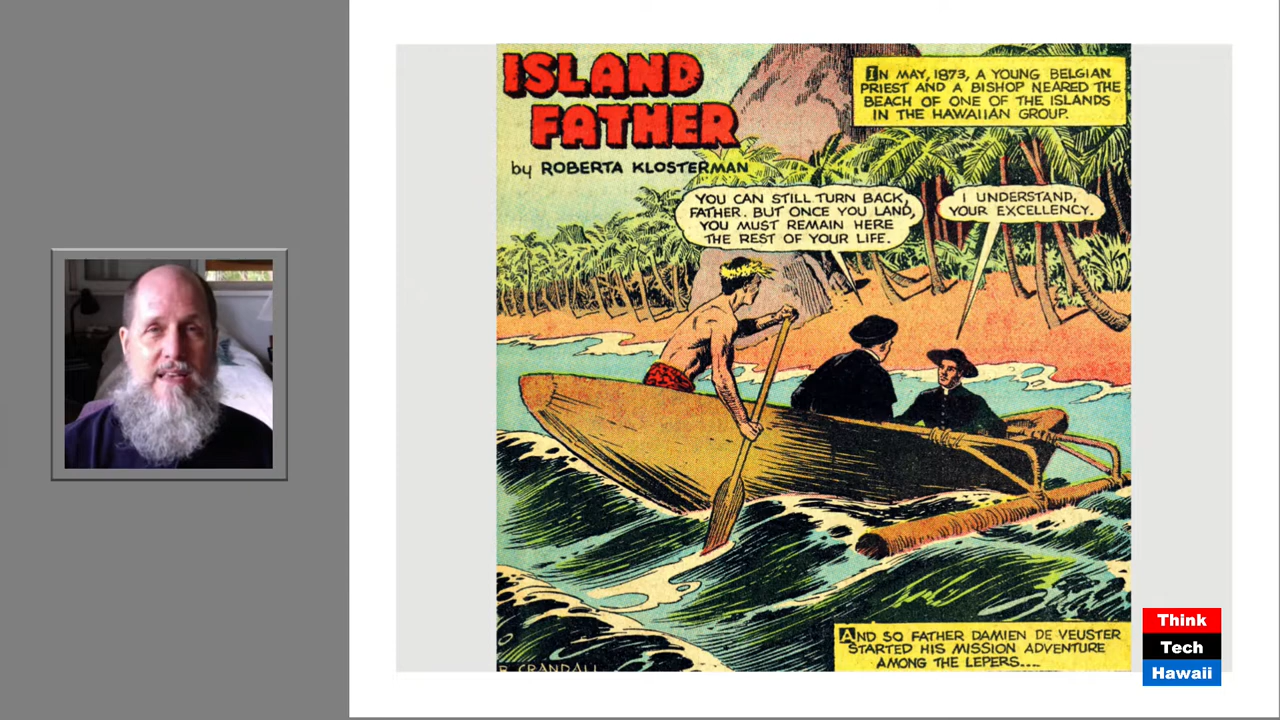 ISLAND
FATHER
by ROBERTA KLOSTERMAN
IN MAY, 1873, A YOUNG BELGIAN
PRIEST AND A BISHOP NEARED THE
BEACH OF ONE OF THE ISLANDS
IN THE HAWAIIAN GROUP.
YOU CAN STILL TURN BACK,
FATHER. BUT ONCE YOU LAND,
YOU MUST REMAIN HERE
THE REST OF YOUR LIFE.
I UNDERSTAND,
YOUR EXCELLENCY.
AND SO FATHER DAMIEN DE VEUSTER
STARTED HIS MISSION ADVENTURE
AMONG THE LEPERS....
R. CRANDALL
Think
Tech
Hawaii